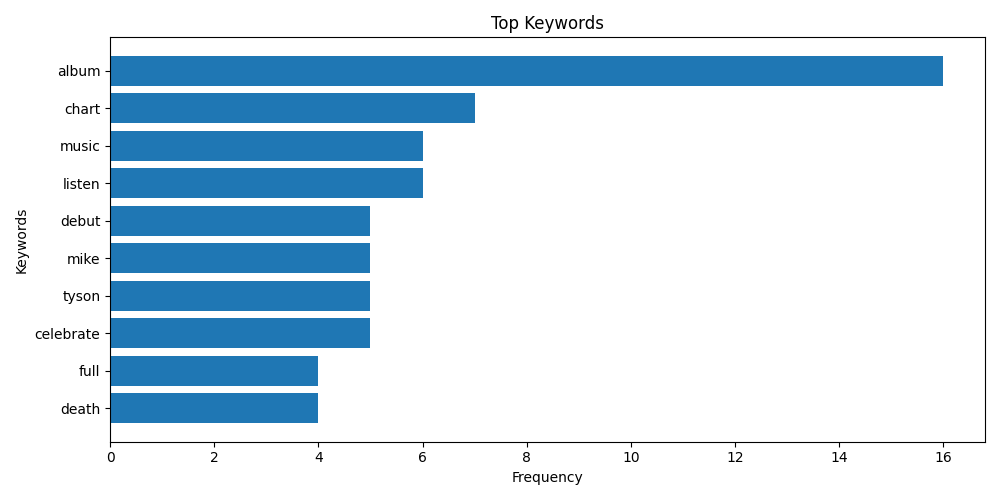 Top Keywords
Keywords
album
chart
music
listen
debut
mike
tyson
celebrate
full
death
0 2 4 6 8 10 12 14 16
Frequency